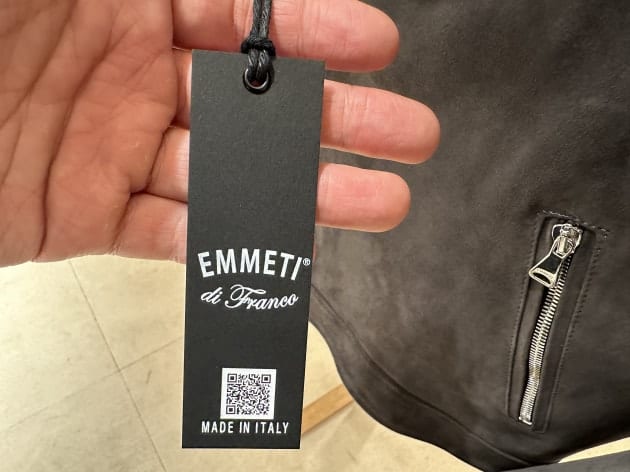 EMMETI®
di Franco
MADE IN ITALY